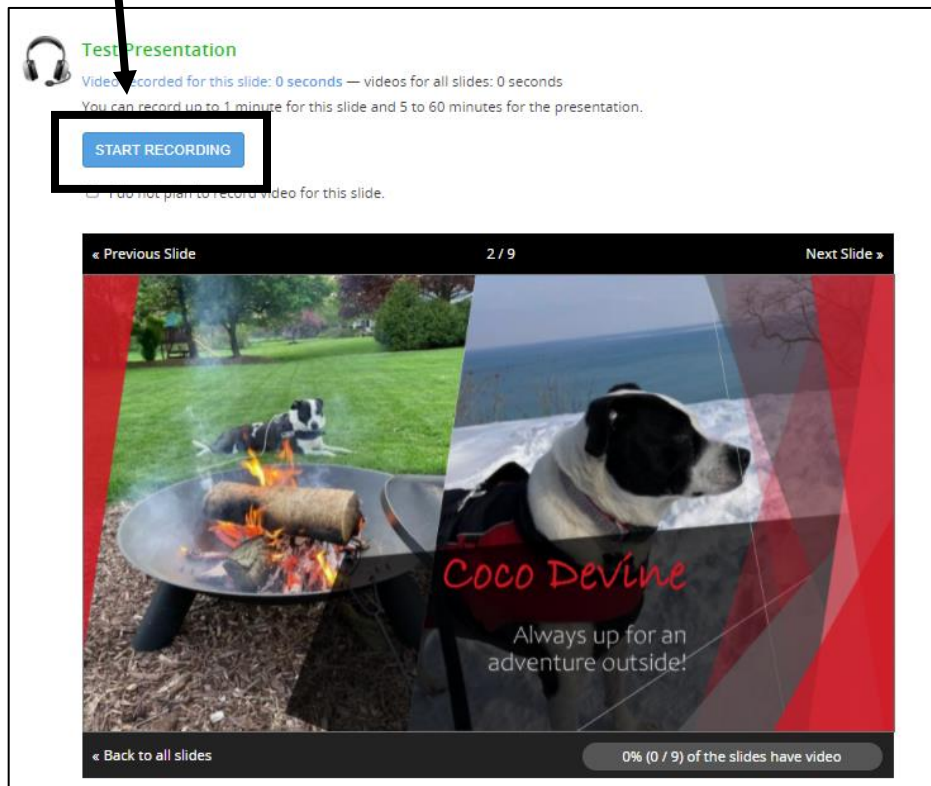 Test Presentation
Video recorded for this slide: 0 seconds — videos for all slides: 0 seconds
You can record up to 1 minute for this slide and 5 to 60 minutes for the presentation.
START RECORDING
I do not plan to record video for this slide.
« Previous Slide 2 / 9 Next Slide »
Coco Devine
Always up for an
adventure outside!
« Back to all slides 0% (0 / 9) of the slides have video